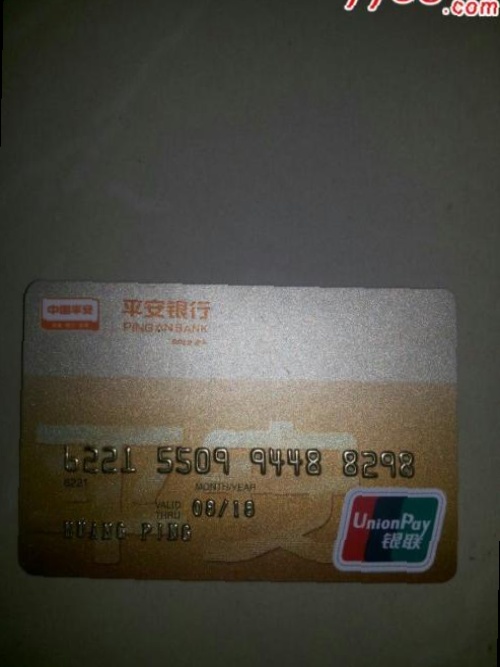 .com
中国平安
平安银行
PING AN BANK
6221 5509 9448 8298
6221
MONTH/YEAR
VALID THRU
08/18
HUANG PING
UnionPay
银联